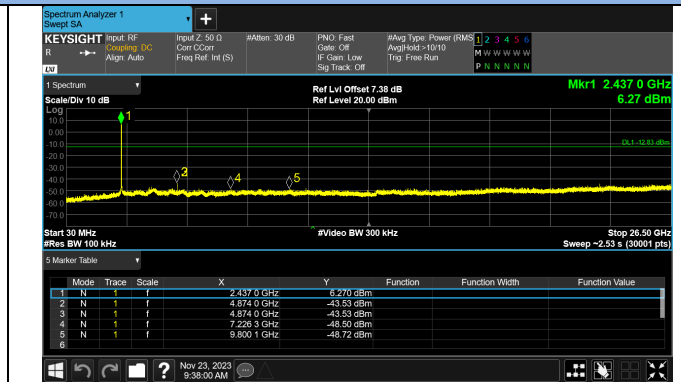 Spectrum Analyzer 1
Swept SA
+
KEYSIGHT Input: RF Input Z: 50 Ω #Atten: 30 dB PNO: Fast #Avg Type: Power (RMS 1 2 3 4 5 6
R Coupling: DC Corr CCorr Gate: Off Avg|Hold:>10/10 M W W W W W
Align: Auto Freq Ref: Int (S) IF Gain: Low Trig: Free Run
Sig Track: Off P N N N N N
LXI
1 Spectrum Ref Lvl Offset 7.38 dB Mkr1 2.437 0 GHz
Scale/Div 10 dB Ref Level 20.00 dBm 6.27 dBm
Log
10.0
0.00
-10.0
-20.0
-30.0
-40.0
-50.0
-60.0
-70.0
1
4
5
DL1 -12.83 dBm
Start 30 MHz #Video BW 300 kHz Stop 26.50 GHz
#Res BW 100 kHz Sweep ~2.53 s (30001 pts)
5 Marker Table
Mode Trace Scale X Y Function Function Width Function Value
1 N 1 f 2.437 0 GHz 6.270 dBm
2 N 1 f 4.874 0 GHz -43.53 dBm
3 N 1 f 4.874 0 GHz -43.53 dBm
4 N 1 f 7.226 3 GHz -48.50 dBm
5 N 1 f 9.800 1 GHz -48.72 dBm
6
? Nov 23, 2023
9:38:00 AM